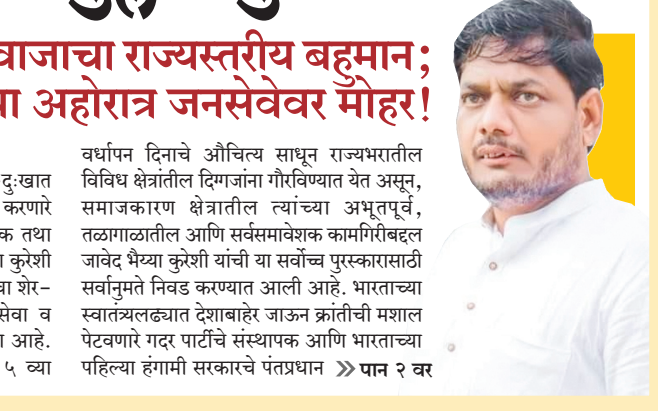 वाजाचा राज्यस्तरीय बहुमान;
या अहोरात्र जनसेवेवर मोहर!
दुःखात
करणारे
क तथा
कुरेशी
शेर-
सेवा व
आहे.
५ व्या
वर्धापन दिनाचे औचित्य साधून राज्यभरातील
विविध क्षेत्रांतील दिग्गजांना गौरविण्यात येत असून,
समाजकारण क्षेत्रातील त्यांच्या अभूतपूर्व,
तळागाळातील आणि सर्वसमावेशक कामगिरीबद्दल
जावेद भैय्या कुरेशी यांची या सर्वोच्च पुरस्कारासाठी
सर्वानुमते निवड करण्यात आली आहे. भारताच्या
स्वातंत्र्यलढ्यात देशाबाहेर जाऊन क्रांतीची मशाल
पेटवणारे गदर पार्टीचे संस्थापक आणि भारताच्या
पहिल्या हंगामी सरकारचे पंतप्रधान >> पान २ वर